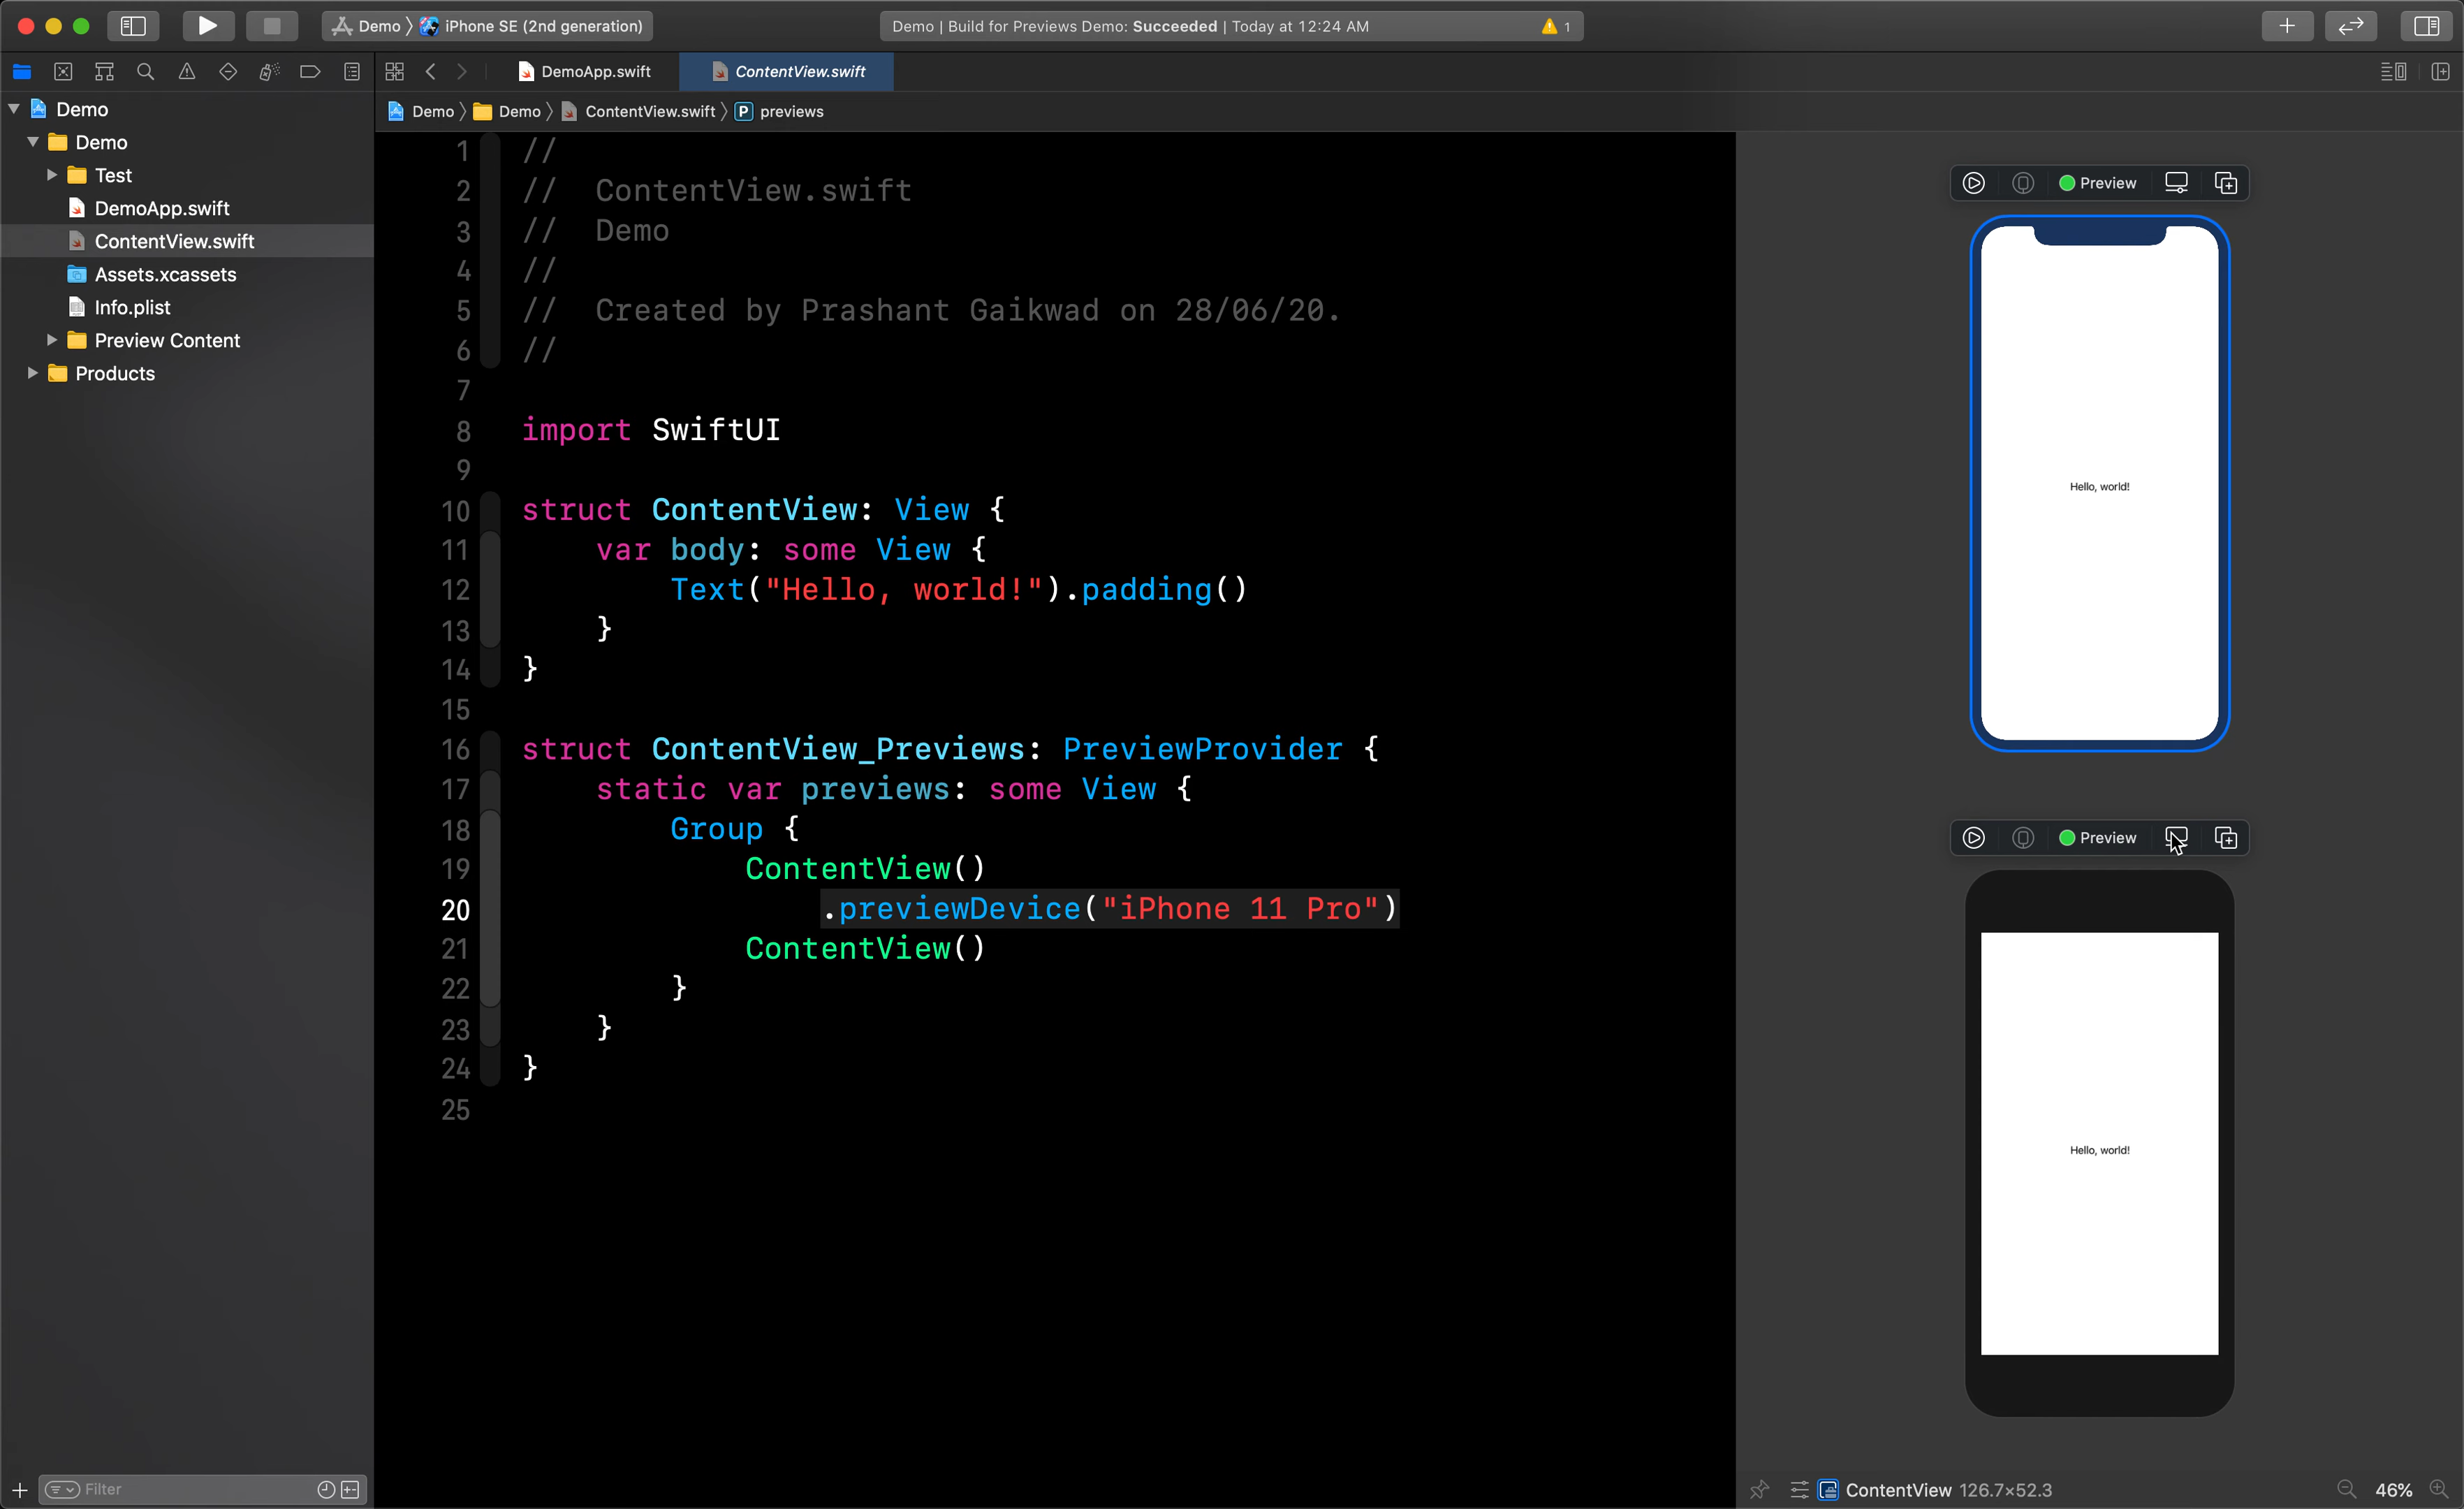 Demo 〉 iPhone SE (2nd generation)
Demo | Build for Previews Demo: Succeeded | Today at 12:24 AM
1
DemoApp.swift
ContentView.swift
Demo 〉 Demo 〉 ContentView.swift 〉 P previews
Demo
Demo
Test
DemoApp.swift
ContentView.swift
Assets.xcassets
Info.plist
Preview Content
Products
Filter
1 //
2 //  ContentView.swift
3 //  Demo
4 //
5 //  Created by Prashant Gaikwad on 28/06/20.
6 //
7
8 import SwiftUI
9
10 struct ContentView: View {
11     var body: some View {
12         Text("Hello, world!").padding()
13     }
14 }
15
16 struct ContentView_Previews: PreviewProvider {
17     static var previews: some View {
18         Group {
19             ContentView()
20                 .previewDevice("iPhone 11 Pro")
21             ContentView()
22         }
23     }
24 }
25
Preview
Hello, world!
Preview
Hello, world!
ContentView 126.7×52.3
46%